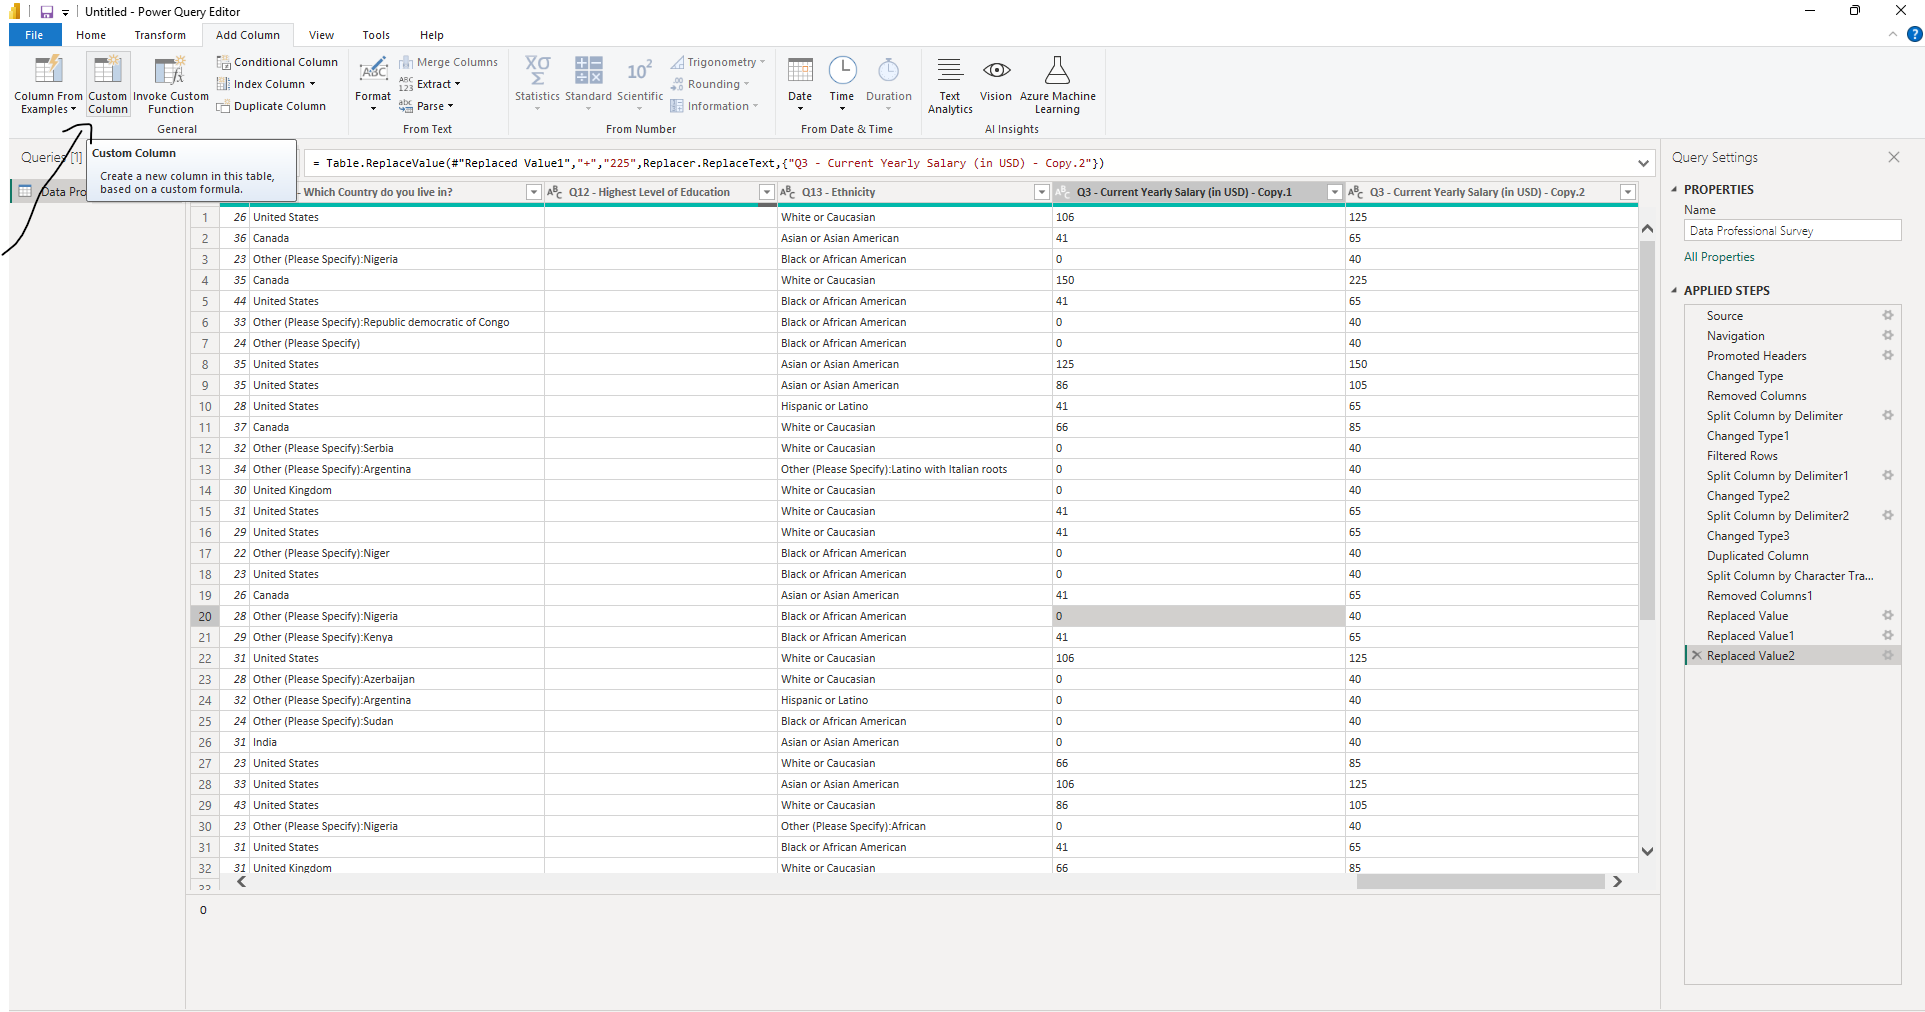 Untitled - Power Query Editor
File Home Transform Add Column View Tools Help
Column From Examples Custom Column Invoke Custom Function Conditional Column Index Column Duplicate Column
General
Format Merge Columns ABC 123 Extract Parse
From Text
Statistics Standard Scientific Trigonometry Rounding Information
From Number
Date Time Duration
From Date & Time
Text Analytics Vision Azure Machine Learning
AI Insights
Queries [1]
Data Pro
Custom Column
Create a new column in this table,
based on a custom formula.
= Table.ReplaceValue(#"Replaced Value1","+","225",Replacer.ReplaceText,{"Q3 - Current Yearly Salary (in USD) - Copy.2"})
- Which Country do you live in? Q12 - Highest Level of Education Q13 - Ethnicity Q3 - Current Yearly Salary (in USD) - Copy.1 Q3 - Current Yearly Salary (in USD) - Copy.2
1 26 United States White or Caucasian 106 125
2 36 Canada Asian or Asian American 41 65
3 23 Other (Please Specify):Nigeria Black or African American 0 40
4 35 Canada White or Caucasian 150 225
5 44 United States Black or African American 41 65
6 33 Other (Please Specify):Republic democratic of Congo Black or African American 0 40
7 24 Other (Please Specify) Black or African American 0 40
8 35 United States Asian or Asian American 125 150
9 35 United States Asian or Asian American 86 105
10 28 United States Hispanic or Latino 41 65
11 37 Canada White or Caucasian 66 85
12 32 Other (Please Specify):Serbia White or Caucasian 0 40
13 34 Other (Please Specify):Argentina Other (Please Specify):Latino with Italian roots 0 40
14 30 United Kingdom White or Caucasian 0 40
15 31 United States White or Caucasian 41 65
16 29 United States White or Caucasian 41 65
17 22 Other (Please Specify):Niger Black or African American 0 40
18 23 United States Black or African American 0 40
19 26 Canada Asian or Asian American 41 65
20 28 Other (Please Specify):Nigeria Black or African American 0 40
21 29 Other (Please Specify):Kenya Black or African American 41 65
22 31 United States White or Caucasian 106 125
23 28 Other (Please Specify):Azerbaijan White or Caucasian 0 40
24 32 Other (Please Specify):Argentina Hispanic or Latino 0 40
25 24 Other (Please Specify):Sudan Black or African American 0 40
26 31 India Asian or Asian American 0 40
27 23 United States White or Caucasian 66 85
28 33 United States Asian or Asian American 106 125
29 43 United States White or Caucasian 86 105
30 23 Other (Please Specify):Nigeria Other (Please Specify):African 0 40
31 31 United States Black or African American 41 65
32 31 United Kingdom White or Caucasian 66 85
0
Query Settings
PROPERTIES
Name
Data Professional Survey
All Properties
APPLIED STEPS
Source
Navigation
Promoted Headers
Changed Type
Removed Columns
Split Column by Delimiter
Changed Type1
Filtered Rows
Split Column by Delimiter1
Changed Type2
Split Column by Delimiter2
Changed Type3
Duplicated Column
Split Column by Character Tra...
Removed Columns1
Replaced Value
Replaced Value1
Replaced Value2